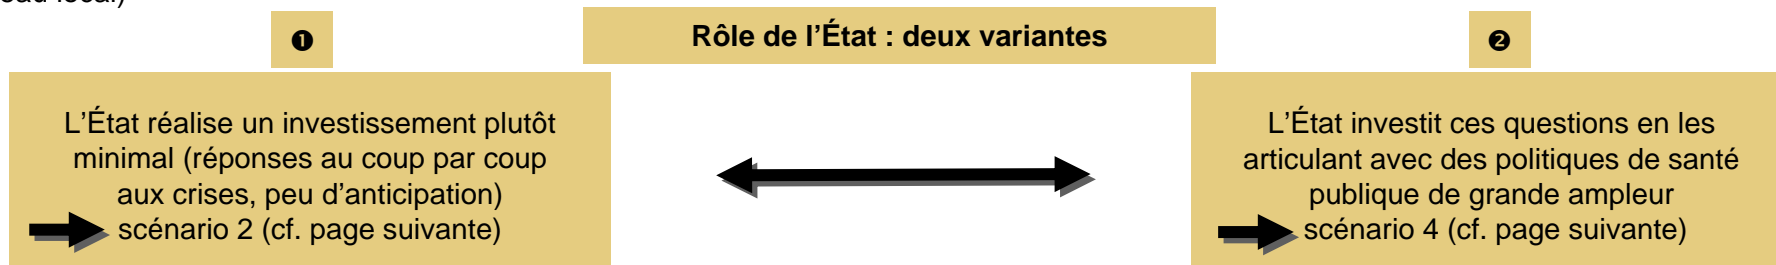 ❶
Rôle de l’État : deux variantes
❷
L’État réalise un investissement plutôt
minimal (réponses au coup par coup
aux crises, peu d’anticipation)
scénario 2 (cf. page suivante)
L’État investit ces questions en les
articulant avec des politiques de santé
publique de grande ampleur
scénario 4 (cf. page suivante)